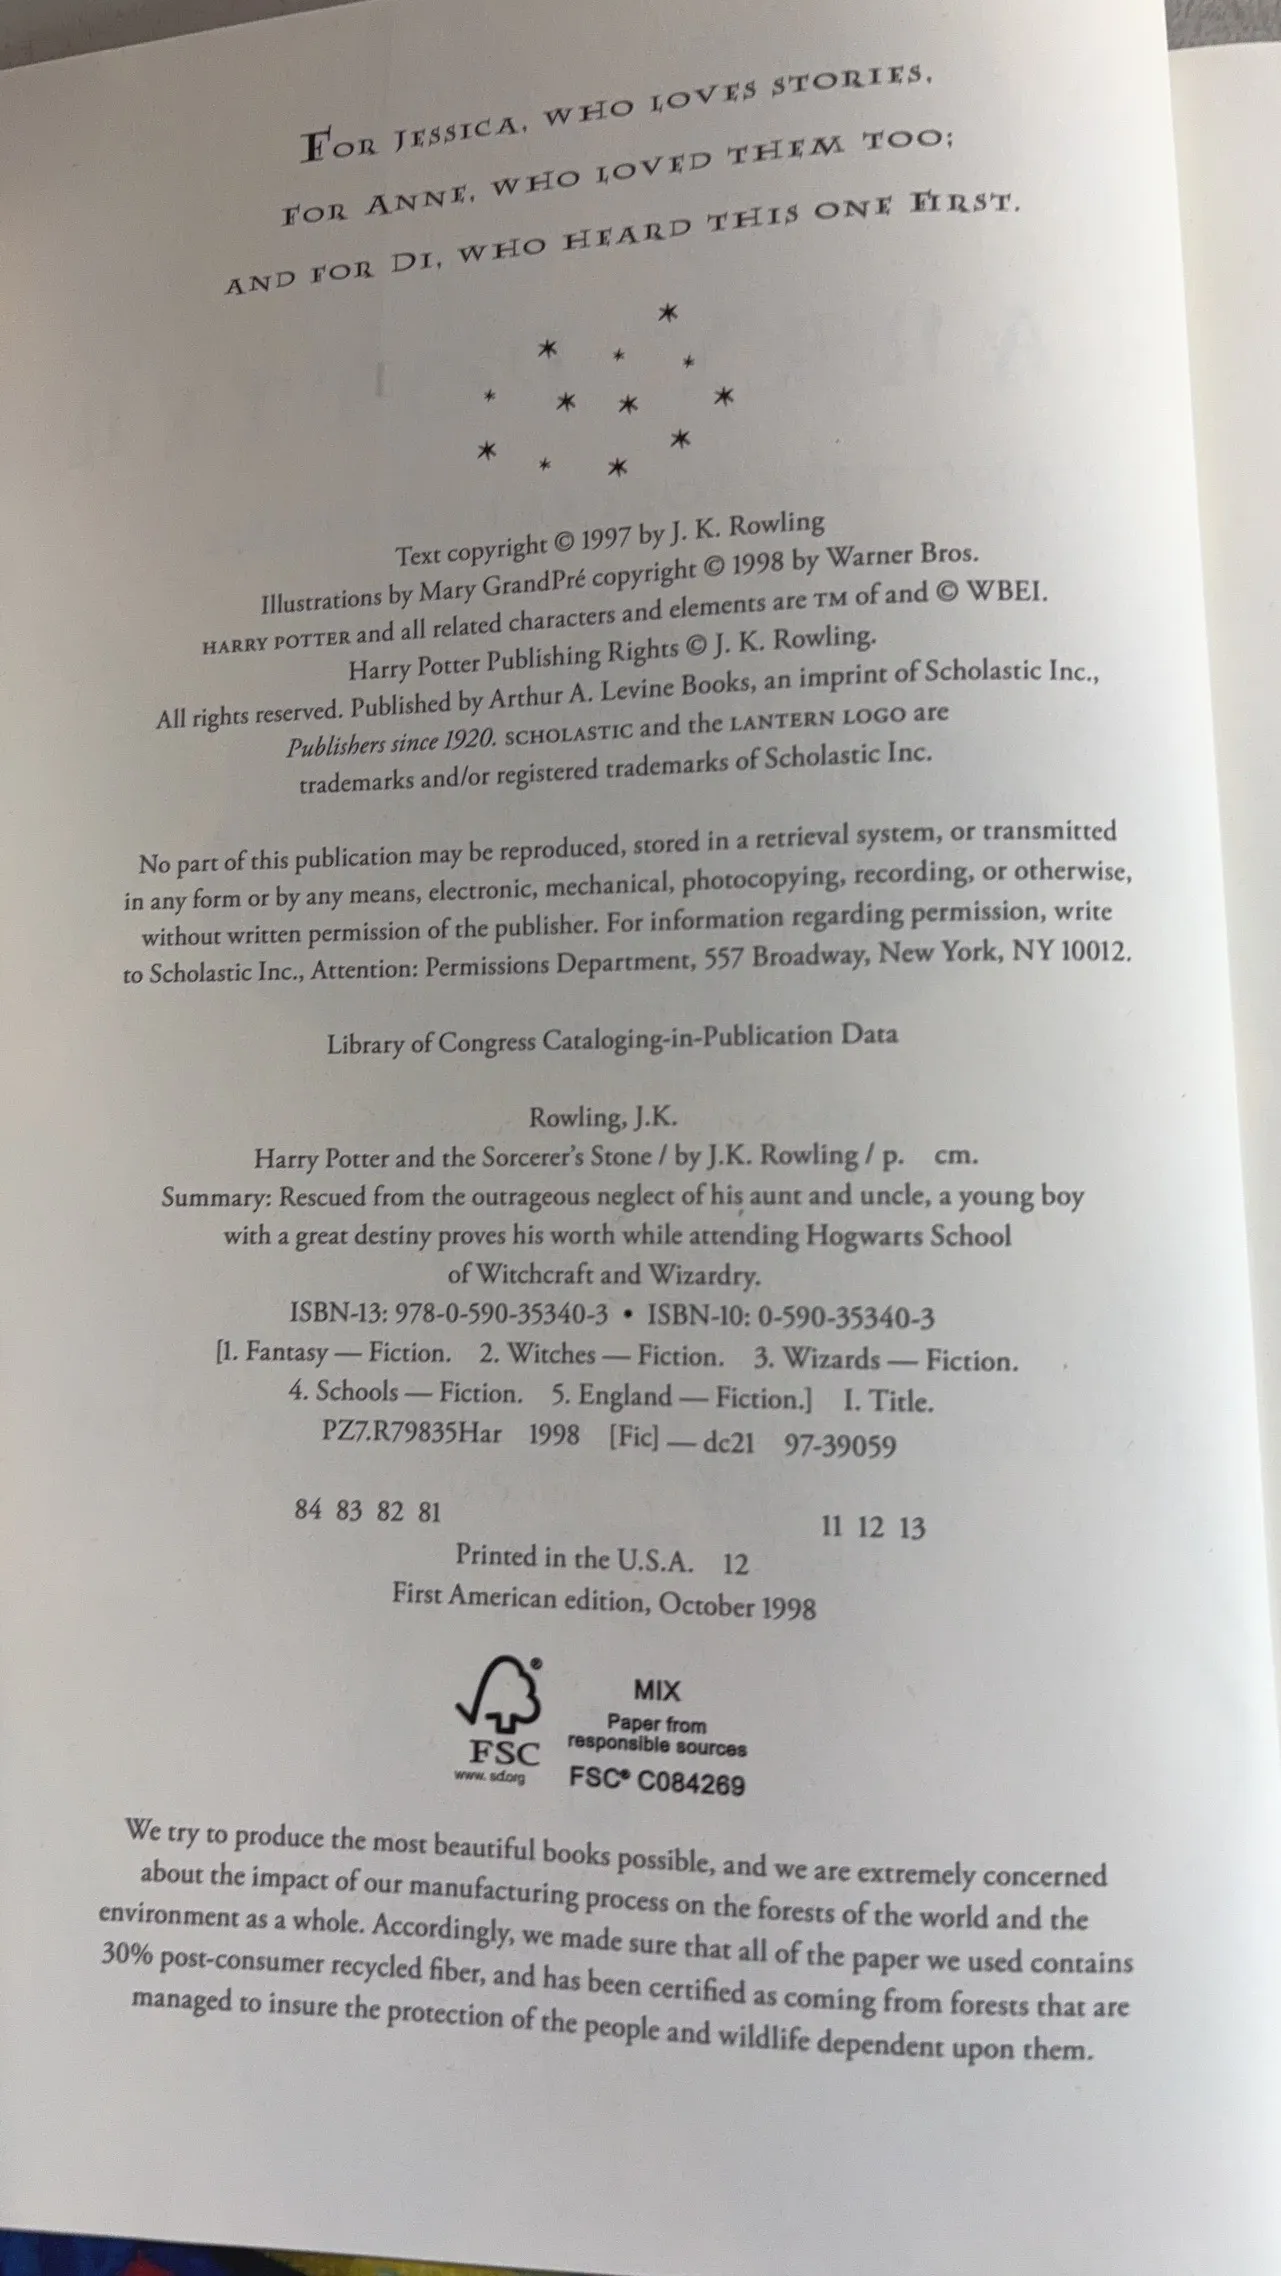 FOR JESSICA, WHO LOVES STORIES,
FOR ANNE, WHO LOVED THEM TOO;
AND FOR DI, WHO HEARD THIS ONE FIRST.
Text copyright © 1997 by J. K. Rowling
Illustrations by Mary GrandPré copyright © 1998 by Warner Bros.
HARRY POTTER and all related characters and elements are TM of and © WBEI.
Harry Potter Publishing Rights © J. K. Rowling.
All rights reserved. Published by Arthur A. Levine Books, an imprint of Scholastic Inc.,
Publishers since 1920. SCHOLASTIC and the LANTERN LOGO are
trademarks and/or registered trademarks of Scholastic Inc.
No part of this publication may be reproduced, stored in a retrieval system, or transmitted
in any form or by any means, electronic, mechanical, photocopying, recording, or otherwise,
without written permission of the publisher. For information regarding permission, write
to Scholastic Inc., Attention: Permissions Department, 557 Broadway, New York, NY 10012.
Library of Congress Cataloging-in-Publication Data
Rowling, J.K.
Harry Potter and the Sorcerer's Stone / by J.K. Rowling / p. cm.
Summary: Rescued from the outrageous neglect of his aunt and uncle, a young boy
with a great destiny proves his worth while attending Hogwarts School
of Witchcraft and Wizardry.
ISBN-13: 978-0-590-35340-3 • ISBN-10: 0-590-35340-3
[1. Fantasy — Fiction. 2. Witches — Fiction. 3. Wizards — Fiction.
4. Schools — Fiction. 5. England — Fiction.] I. Title.
PZ7.R79835Har 1998 [Fic] — dc21 97-39059
84 83 82 81 11 12 13
Printed in the U.S.A. 12
First American edition, October 1998
MIX
Paper from
responsible sources
FSC® C084269
® FSC
www.sd.org
We try to produce the most beautiful books possible, and we are extremely concerned
about the impact of our manufacturing process on the forests of the world and the
environment as a whole. Accordingly, we made sure that all of the paper we used contains
30% post-consumer recycled fiber, and has been certified as coming from forests that are
managed to insure the protection of the people and wildlife dependent upon them.